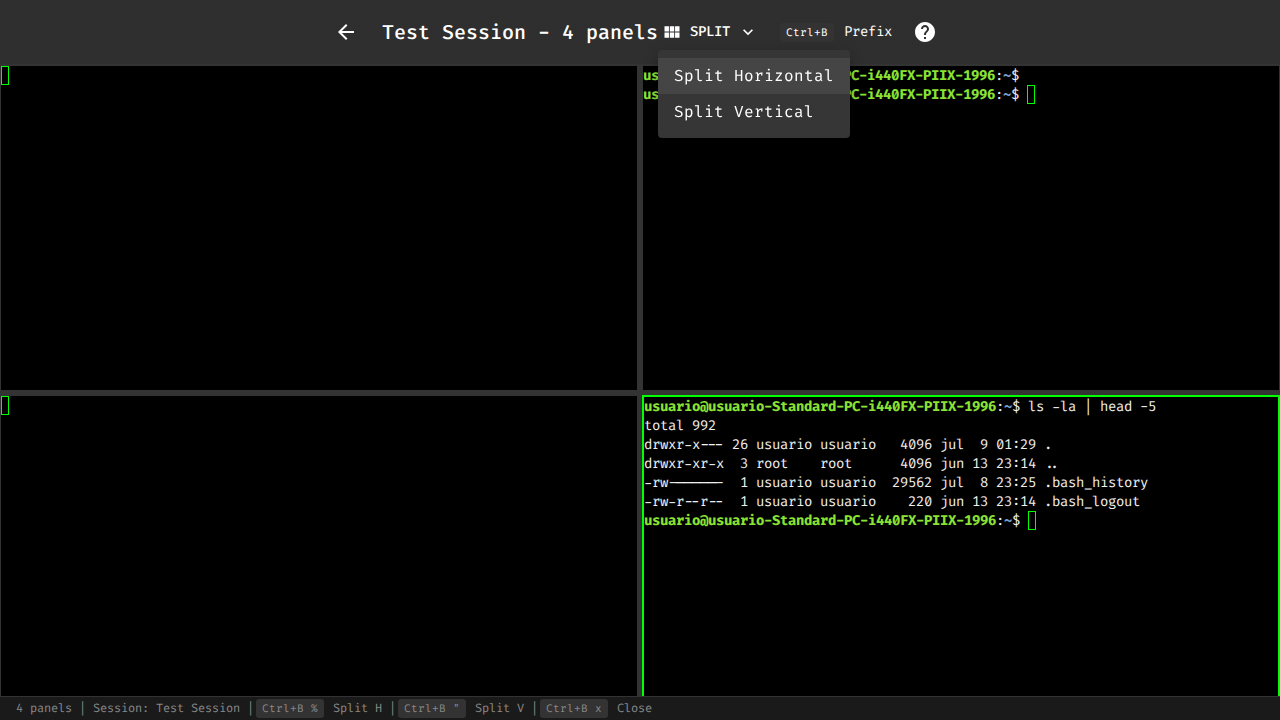 Test Session - 4 panels SPLIT Ctrl+B Prefix
Split Horizontal
Split Vertical
us PC-i440FX-PIIX-1996:~$
us PC-i440FX-PIIX-1996:~$
usuario@usuario-Standard-PC-i440FX-PIIX-1996:~$ ls -la | head -5
total 992
drwxr-x--- 26 usuario usuario 4096 jul 9 01:29 .
drwxr-xr-x 3 root root 4096 jun 13 23:14 ..
-rw------- 1 usuario usuario 29562 jul 8 23:25 .bash_history
-rw-r--r-- 1 usuario usuario 220 jun 13 23:14 .bash_logout
usuario@usuario-Standard-PC-i440FX-PIIX-1996:~$
4 panels | Session: Test Session | Ctrl+B % Split H | Ctrl+B " Split V | Ctrl+B x Close